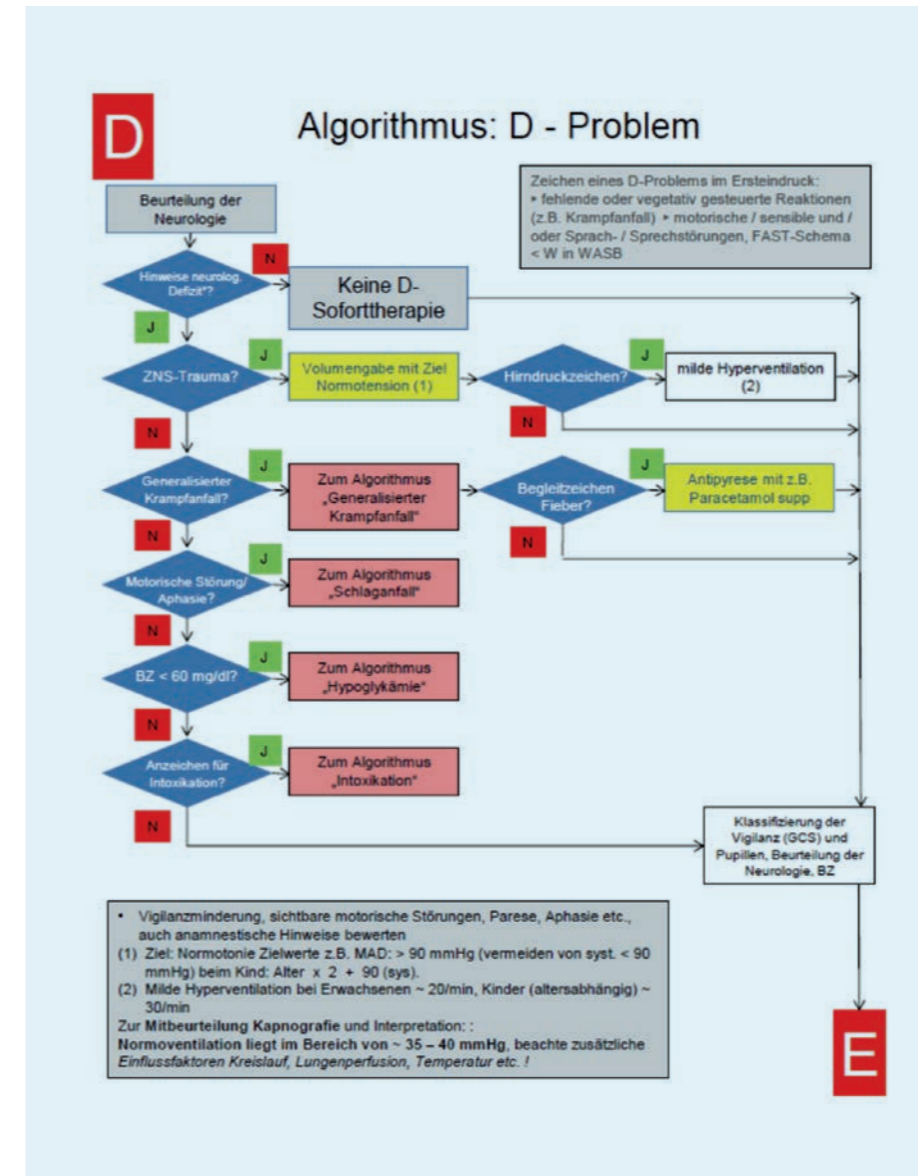 D
Algorithmus: D - Problem
Zeichen eines D-Problems im Ersteindruck:
‣ fehlende oder vegetativ gesteuerte Reaktionen
(z.B. Krampfanfall) ‣ motorische / sensible und /
oder Sprach- / Sprechstörungen, FAST-Schema
< W in WASB
Beurteilung der
Neurologie
Hinweise neurolog.
Defizit*?
N
Keine D-
Soforttherapie
J
ZNS-Trauma?
J
Volumengabe mit Ziel
Normotension (1)
Hirndruckzeichen?
J
milde Hyperventilation
(2)
N
N
Generalisierter
Krampfanfall?
J
Zum Algorithmus
„Generalisierter
Krampfanfall“
Begleitzeichen
Fieber?
J
Antipyrese mit z.B.
Paracetamol supp
N
N
Motorische Störung/
Aphasie?
J
Zum Algorithmus
„Schlaganfall“
N
BZ < 60 mg/dl?
J
Zum Algorithmus
„Hypoglykämie“
N
Anzeichen für
Intoxikation?
J
Zum Algorithmus
„Intoxikation“
N
Klassifizierung der
Vigilanz (GCS) und
Pupillen, Beurteilung der
Neurologie, BZ
• Vigilanzminderung, sichtbare motorische Störungen, Parese, Aphasie etc.,
auch anamnestische Hinweise bewerten
(1) Ziel: Normotonie Zielwerte z.B. MAD: > 90 mmHg (vermeiden von syst. < 90
mmHg) beim Kind: Alter x 2 + 90 (sys).
(2) Milde Hyperventilation bei Erwachsenen ~ 20/min, Kinder (altersabhängig) ~
30/min
Zur Mitbeurteilung Kapnografie und Interpretation: :
Normoventilation liegt im Bereich von ~ 35 – 40 mmHg, beachte zusätzliche
Einflussfaktoren Kreislauf, Lungenperfusion, Temperatur etc. !
E